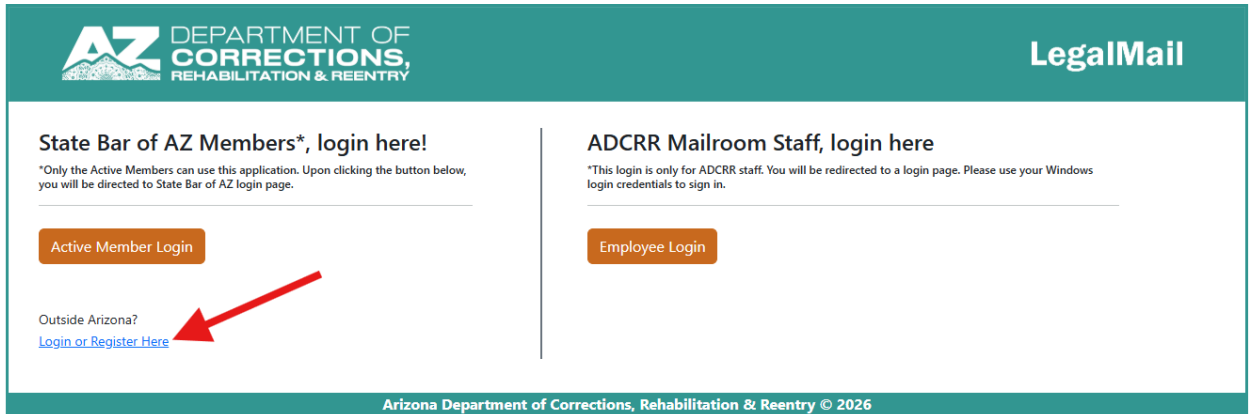 AZ DEPARTMENT OF
CORRECTIONS,
REHABILITATION & REENTRY
LegalMail
State Bar of AZ Members*, login here!
*Only the Active Members can use this application. Upon clicking the button below,
you will be directed to State Bar of AZ login page.
Active Member Login
Outside Arizona?
Login or Register Here
ADCRR Mailroom Staff, login here
*This login is only for ADCRR staff. You will be redirected to a login page. Please use your Windows
login credentials to sign in.
Employee Login
Arizona Department of Corrections, Rehabilitation & Reentry © 2026